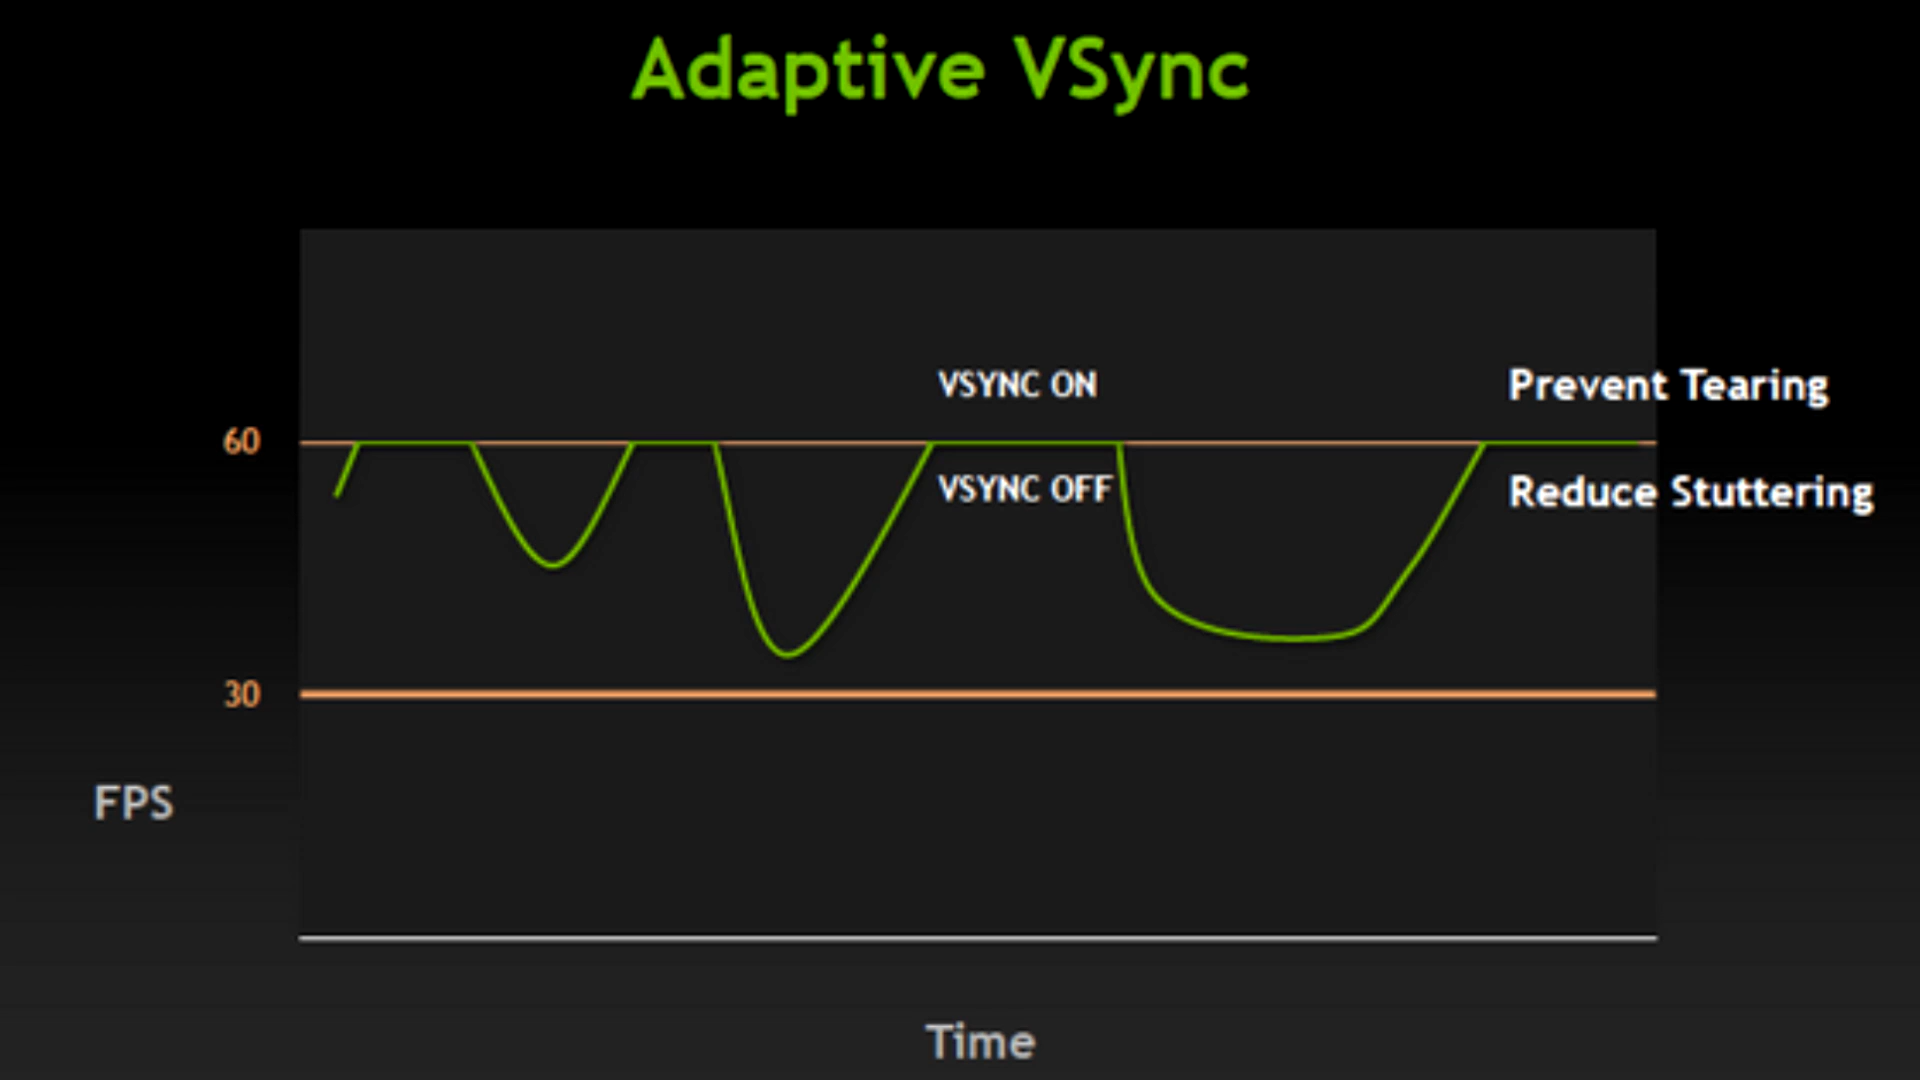 Adaptive VSync
VSYNC ON
Prevent Tearing
60
VSYNC OFF
Reduce Stuttering
30
FPS
Time